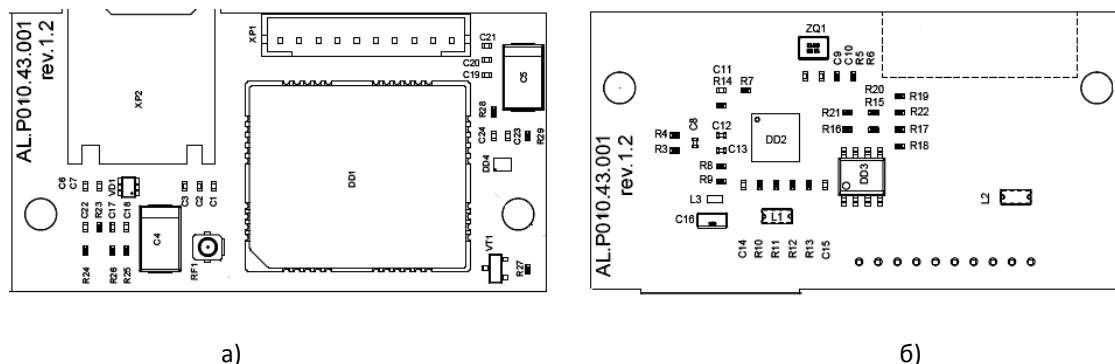 AL.P010.43.001
rev.1.2
XP2
XP1
C21
C20
C19
C5
R28
C24
C23
R29
DD4
DD1
C6
C7
VD1
C3
C2
C1
C22
R23
C17
C18
C4
RF1
R24
R26
R25
VT1
R27
а)
AL.P010.43.001
rev.1.2
ZQ1
C9
C10
R5
R6
C11
R14
R7
R20
R15
R19
R21
R22
R16
R17
R18
R4
R3
C8
C12
C13
DD2
DD3
R8
R9
L3
C16
L1
L2
C14
R10
R11
R12
R13
C15
б)